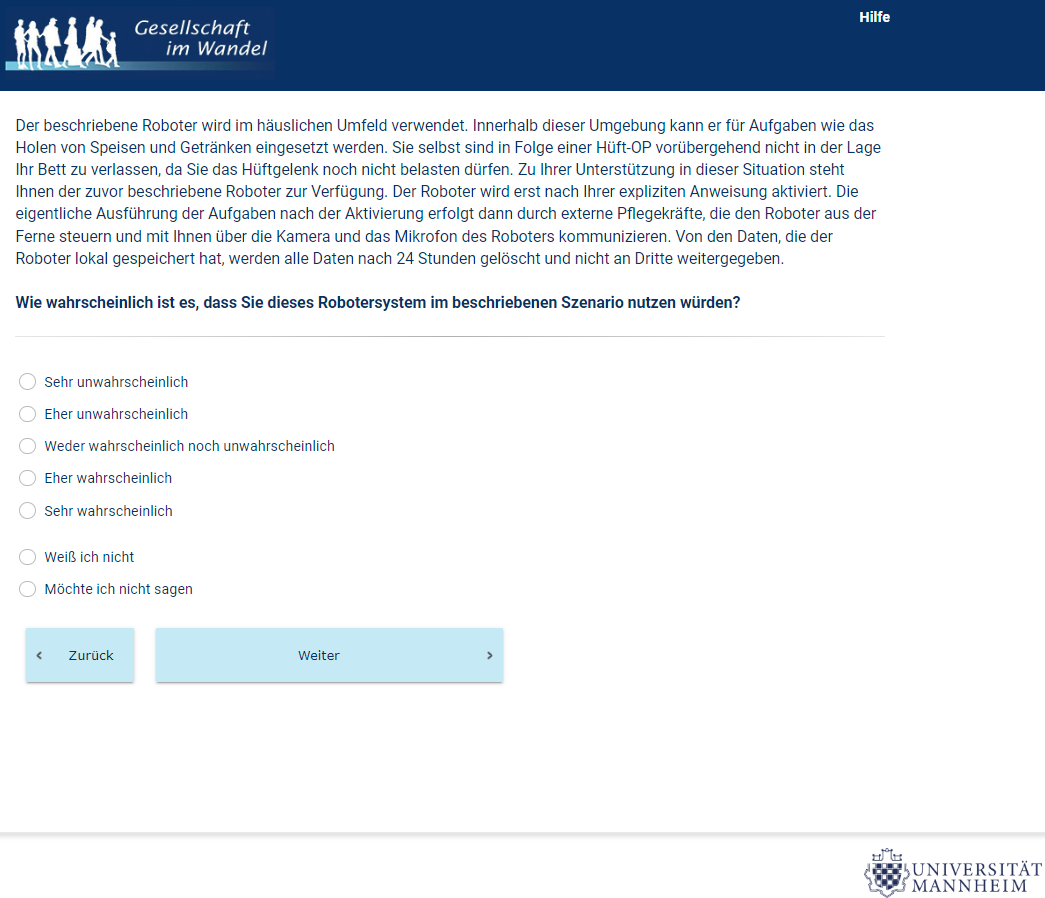 Gesellschaft
im Wandel
Hilfe
Der beschriebene Roboter wird im häuslichen Umfeld verwendet. Innerhalb dieser Umgebung kann er für Aufgaben wie das
Holen von Speisen und Getränken eingesetzt werden. Sie selbst sind in Folge einer Hüft-OP vorübergehend nicht in der Lage
Ihr Bett zu verlassen, da Sie das Hüftgelenk noch nicht belasten dürfen. Zu Ihrer Unterstützung in dieser Situation steht
Ihnen der zuvor beschriebene Roboter zur Verfügung. Der Roboter wird erst nach Ihrer expliziten Anweisung aktiviert. Die
eigentliche Ausführung der Aufgaben nach der Aktivierung erfolgt dann durch externe Pflegekräfte, die den Roboter aus der
Ferne steuern und mit Ihnen über die Kamera und das Mikrofon des Roboters kommunizieren. Von den Daten, die der
Roboter lokal gespeichert hat, werden alle Daten nach 24 Stunden gelöscht und nicht an Dritte weitergegeben.
Wie wahrscheinlich ist es, dass Sie dieses Robotersystem im beschriebenen Szenario nutzen würden?
Sehr unwahrscheinlich
Eher unwahrscheinlich
Weder wahrscheinlich noch unwahrscheinlich
Eher wahrscheinlich
Sehr wahrscheinlich
Weiß ich nicht
Möchte ich nicht sagen
Zurück
Weiter
UNIVERSITÄT
MANNHEIM